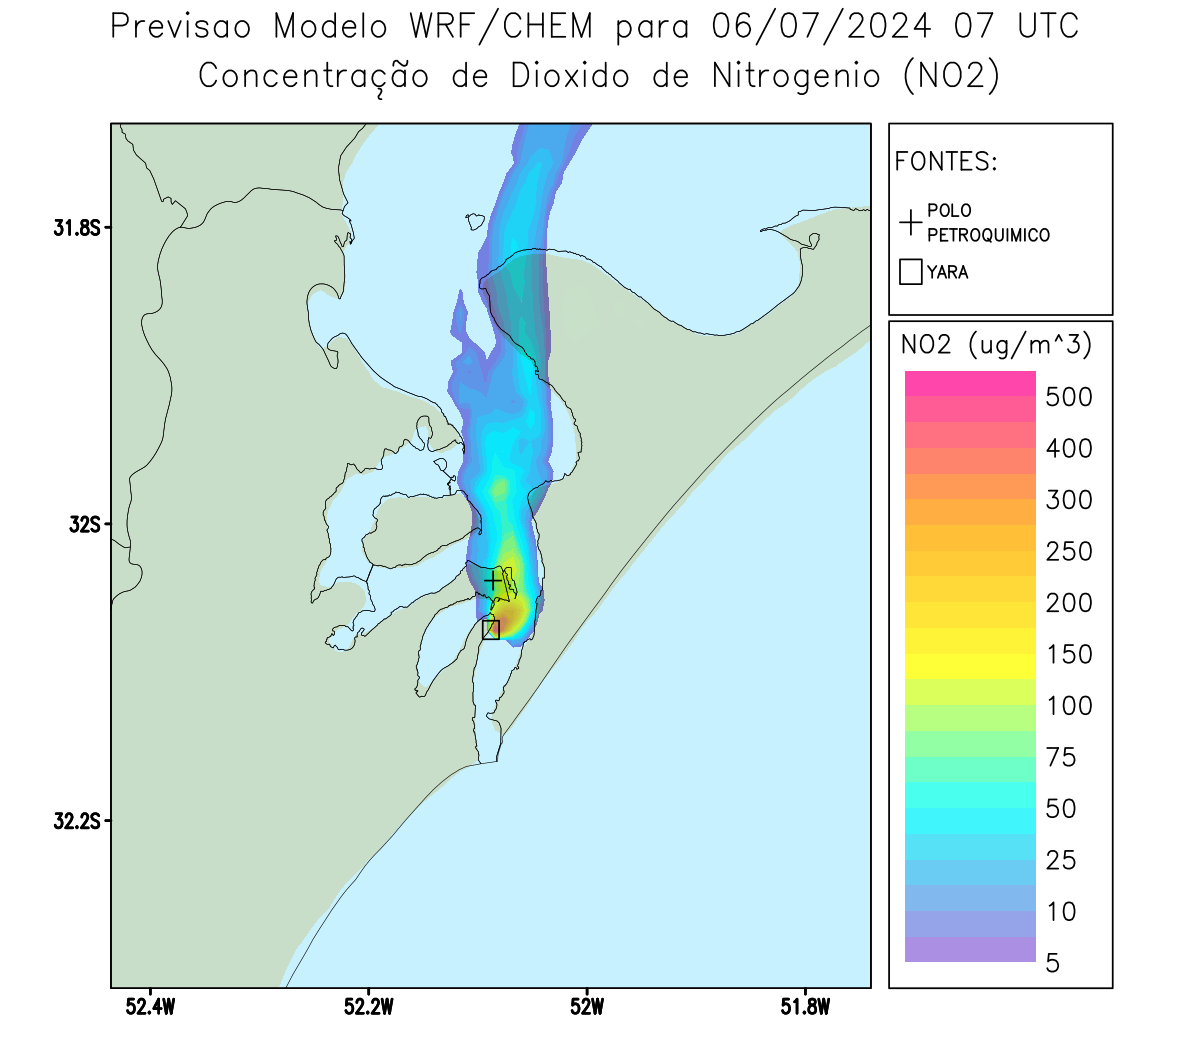 Previsao Modelo WRF/CHEM para 06/07/2024 07 UTC
Concentração de Dioxido de Nitrogenio (NO2)
FONTES:
POLO
PETROQUIMICO
YARA
NO2 (ug/m^3)
500
400
300
250
200
150
100
75
50
25
10
5
31.8S
32S
32.2S
52.4W
52.2W
52W
51.8W